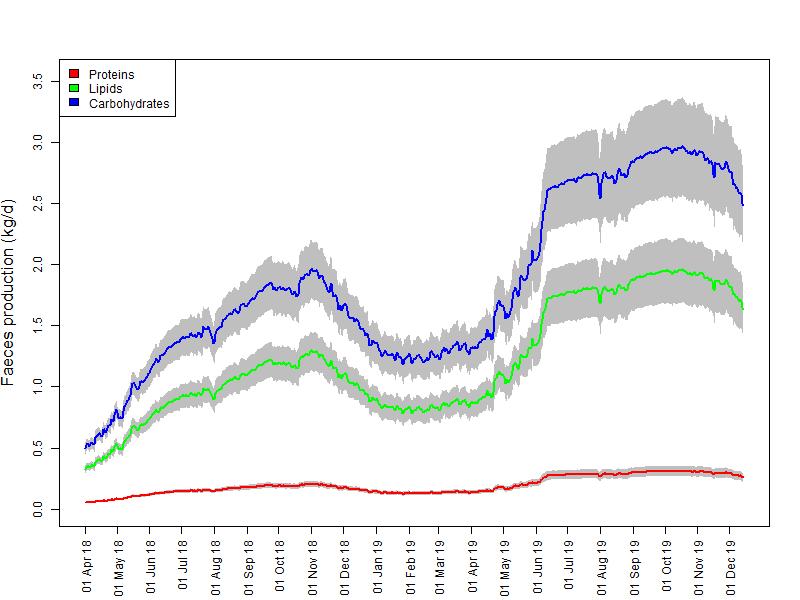 Proteins
Lipids
Carbohydrates
Faeces production (kg/d)
3.5
3.0
2.5
2.0
1.5
1.0
0.5
0.0
01 Apr 18
01 May 18
01 Jun 18
01 Jul 18
01 Aug 18
01 Sep 18
01 Oct 18
01 Nov 18
01 Dec 18
01 Jan 19
01 Feb 19
01 Mar 19
01 Apr 19
01 May 19
01 Jun 19
01 Jul 19
01 Aug 19
01 Sep 19
01 Oct 19
01 Nov 19
01 Dec 19